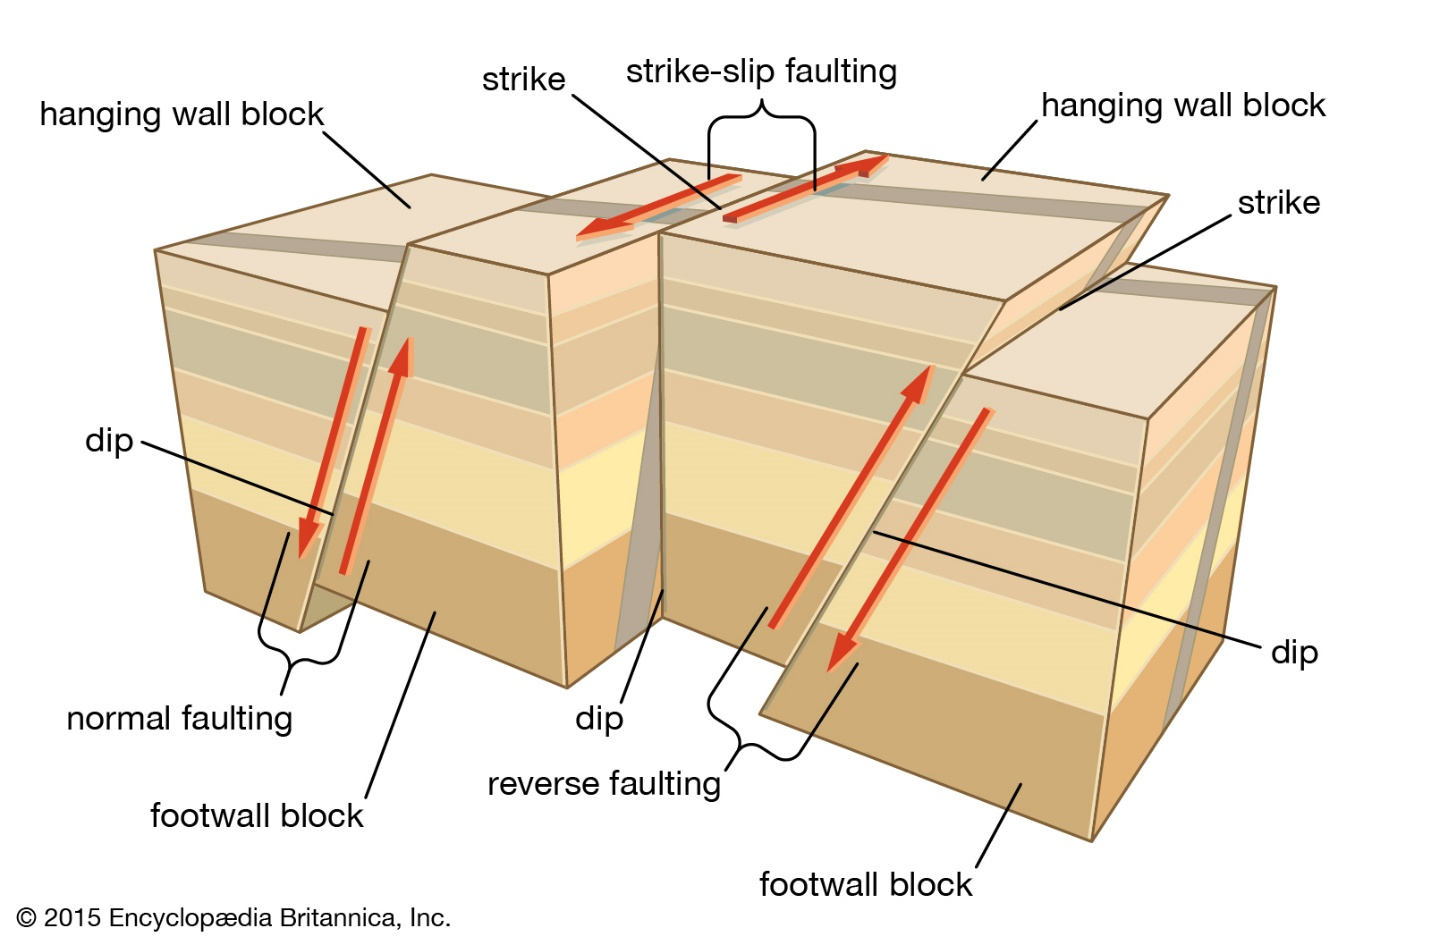 strike
strike-slip faulting
hanging wall block
hanging wall block
strike
dip
dip
normal faulting
dip
reverse faulting
footwall block
footwall block
© 2015 Encyclopædia Britannica, Inc.